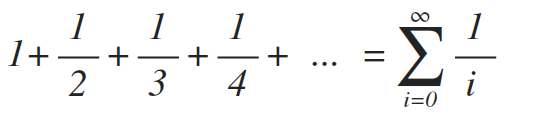 1 + 1/2 + 1/3 + 1/4 + ... = ∑_{i=0}^{∞} 1/i